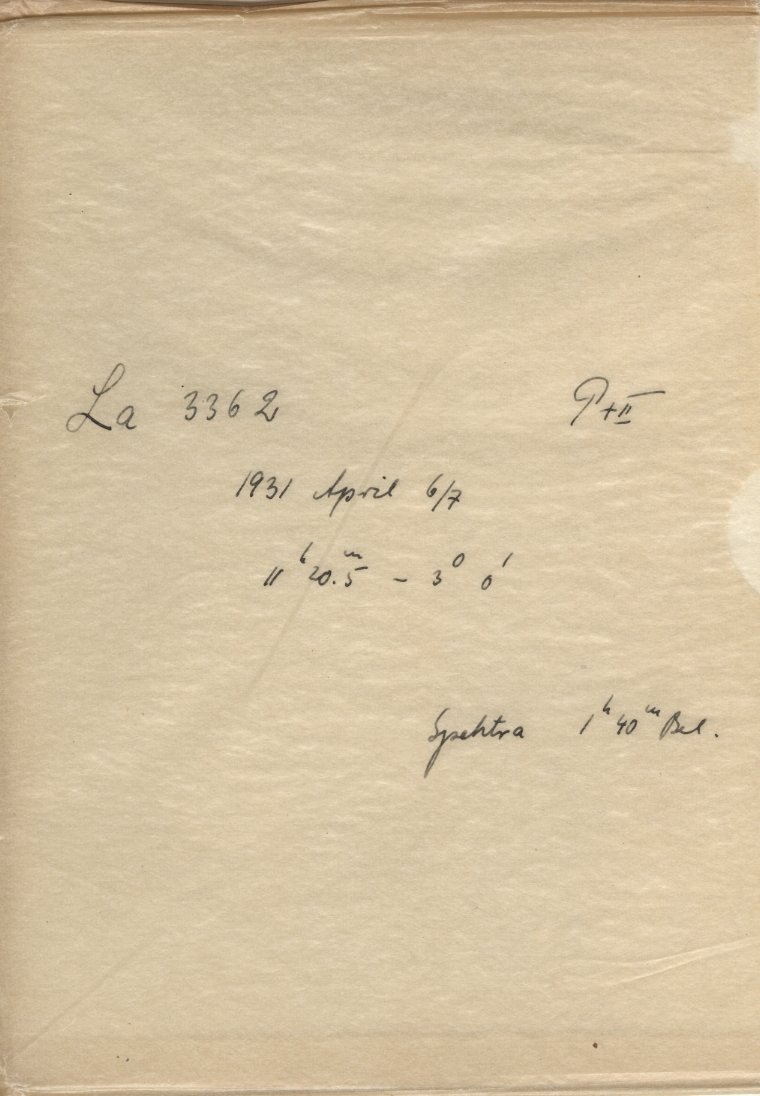 La 3362 P+II
1931 April 6/7
11ʰ 20.5ᵐ – 3° 0'
Spektra 1ʰ 40ᵐ Bel.